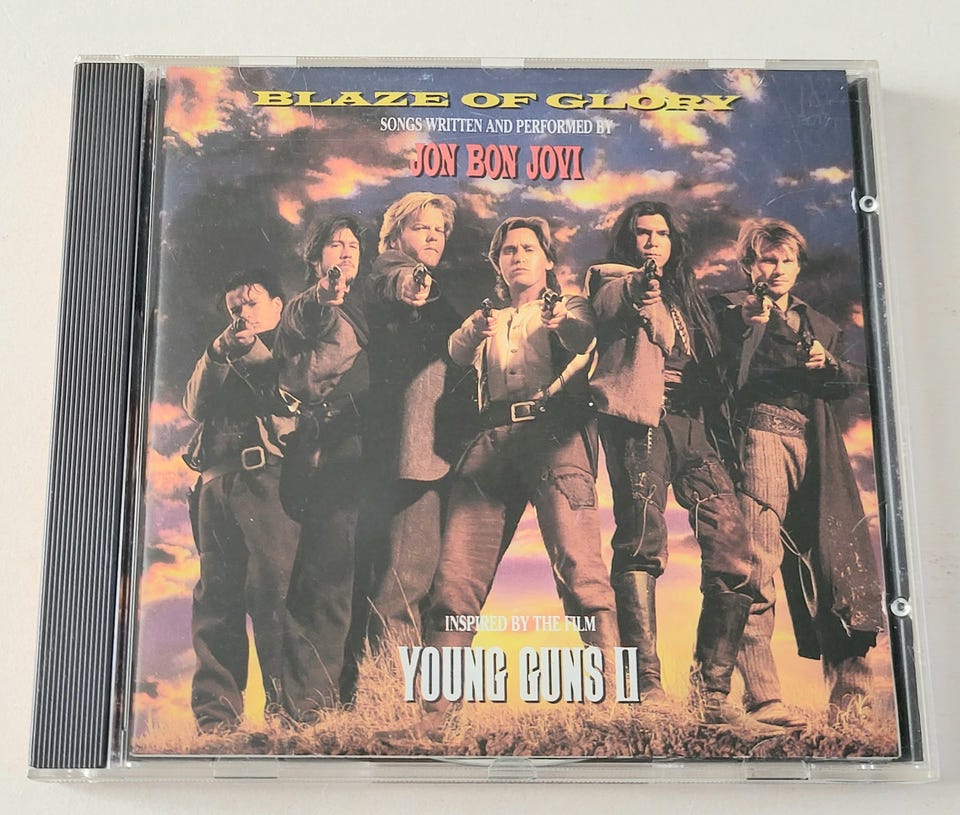 BLAZE OF GLORY
SONGS WRITTEN AND PERFORMED BY
JON BON JOVI
INSPIRED BY THE FILM
YOUNG GUNS II